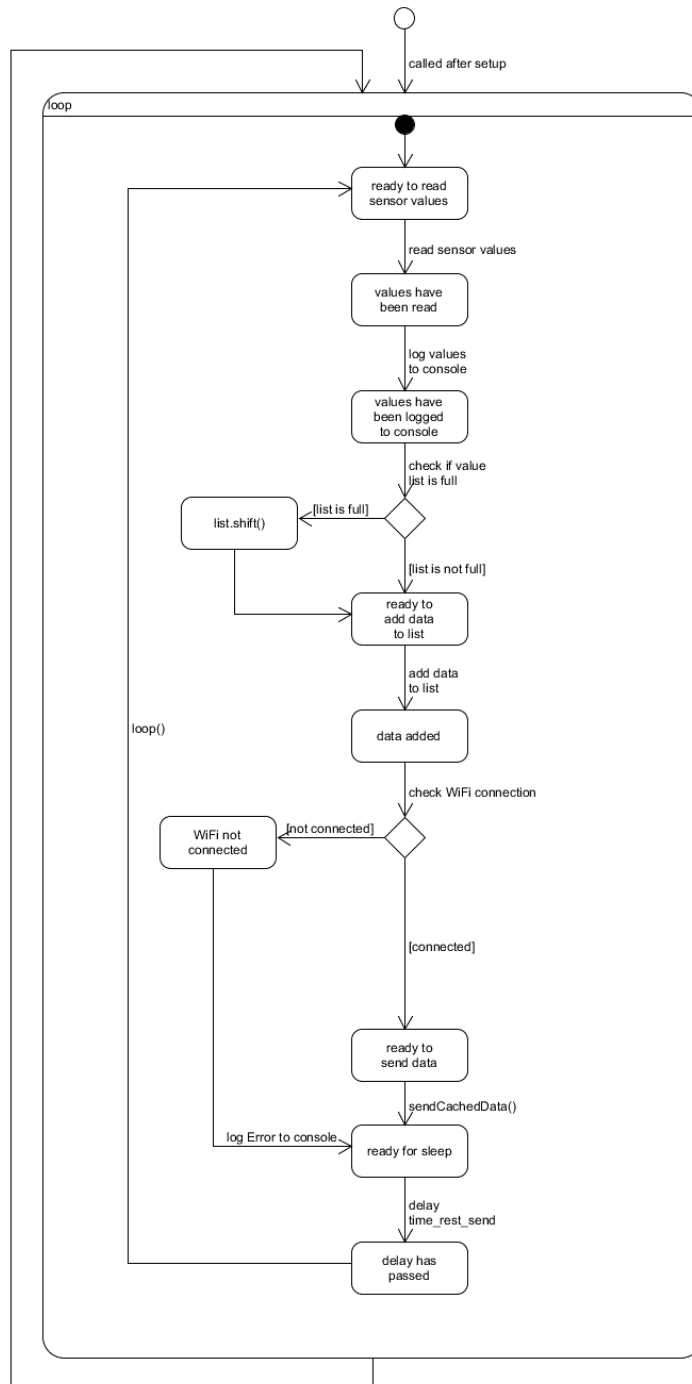 called after setup
loop
ready to read
sensor values
read sensor values
values have
been read
log values
to console
values have
been logged
to console
check if value
list is full
[list is full]
list.shift()
[list is not full]
ready to
add data
to list
add data
to list
loop()
data added
check WiFi connection
[not connected]
WiFi not
connected
[connected]
ready to
send data
sendCachedData()
log Error to console
ready for sleep
delay
time_rest_send
delay has
passed